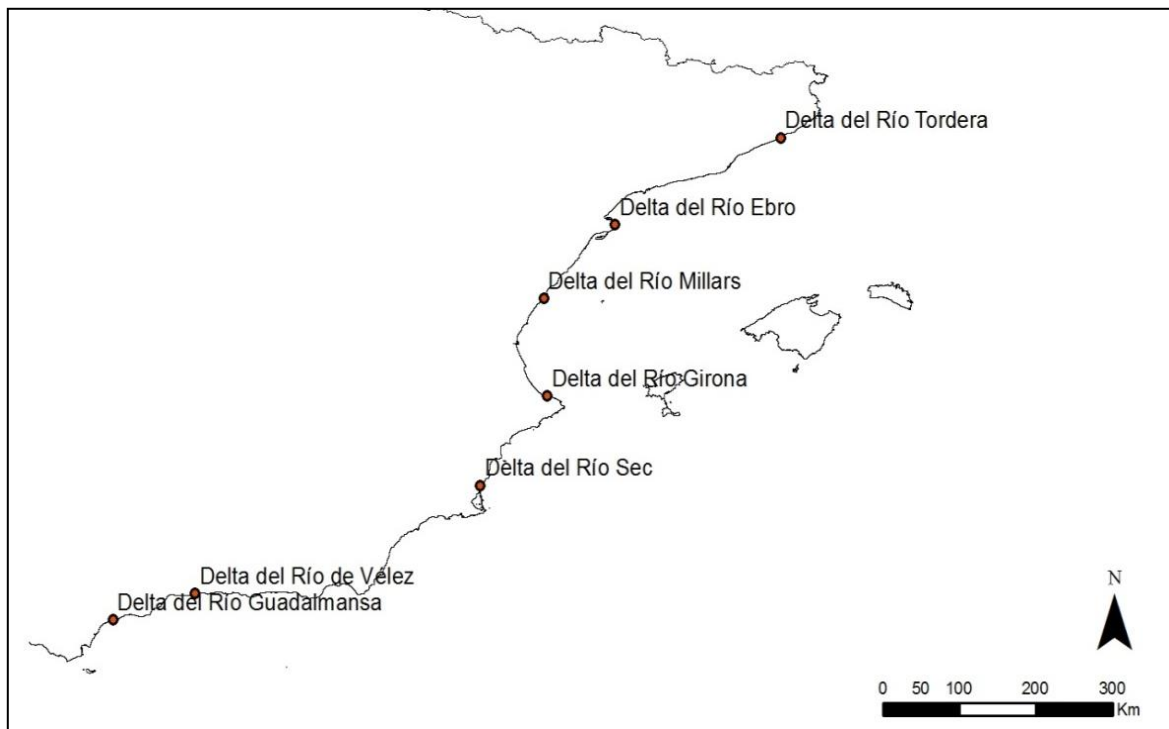 Delta del Río Tordera
Delta del Río Ebro
Delta del Río Millars
Delta del Río Girona
Delta del Río Sec
Delta del Río de Vélez
Delta del Río Guadalmansa
N
0 50 100 200 300
Km